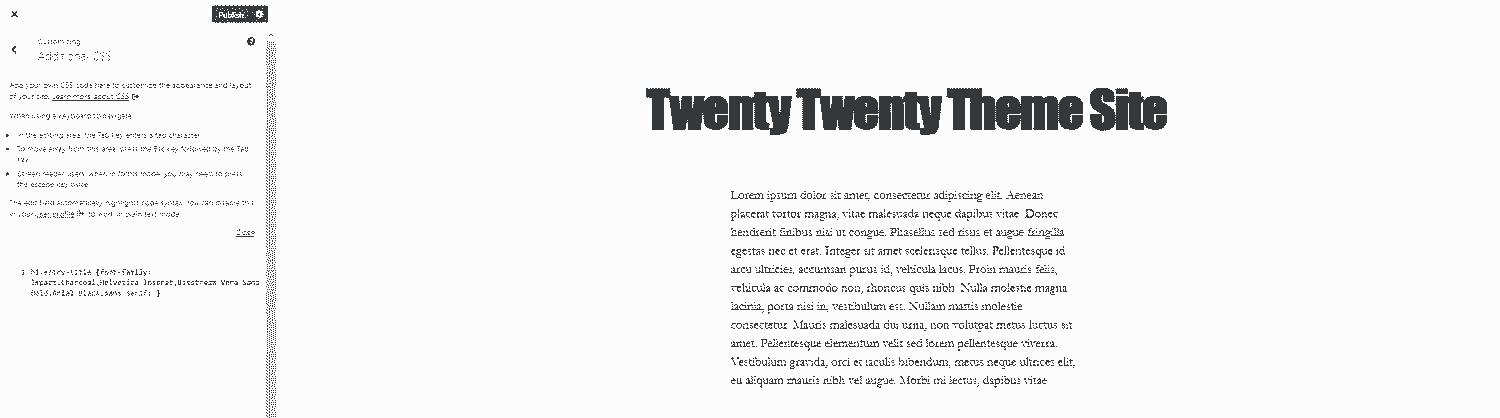 Publish
Customizing
Additional CSS
Add your own CSS code here to customize the appearance and layout
of your site. Learn more about CSS
When using a keyboard to navigate:
In the editing area, the Tab key enters a tab character.
To move away from this area, press the Esc key followed by the Tab
key.
Screen reader users: when in forms mode, you may need to press
the escape key twice.
The edit field automatically highlights code syntax. You can disable this
in your user profile to work in plain text mode.
Close
1 h1.entry-title {font-family:
Impact,Charcoal,Helvetica Inserat,Bitstream Vera Sans
Bold,Arial Black,sans serif; }
Twenty Twenty Theme Site
Lorem ipsum dolor sit amet, consectetur adipiscing elit. Aenean
placerat tortor magna, vitae malesuada neque dapibus vitae. Donec
hendrerit finibus nisi ut congue. Phasellus sed risus et augue fringilla
egestas nec et erat. Integer sit amet scelerisque tellus. Pellentesque id
arcu ultricies, accumsan purus id, vehicula lacus. Proin mauris felis,
vehicula ac commodo non, rhoncus quis nibh. Nulla molestie magna
lacinia, porta nisi in, vestibulum est. Nullam mattis molestie
consectetur. Mauris malesuada dui urna, non volutpat metus luctus sit
amet. Pellentesque elementum velit sed lorem pellentesque viverra.
Vestibulum gravida, orci et iaculis bibendum, metus neque ultrices elit,
eu aliquam mauris nibh vel augue. Morbi mi lectus, dapibus vitae